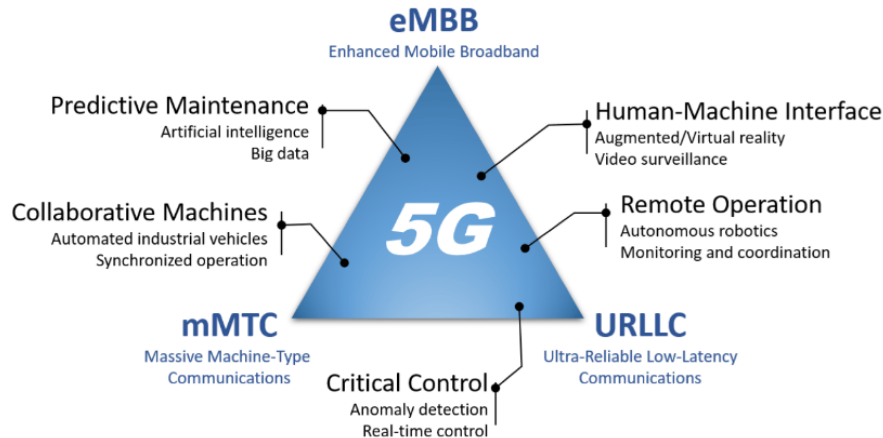 eMBB
Enhanced Mobile Broadband
Predictive Maintenance
Artificial intelligence
Big data
Human-Machine Interface
Augmented/Virtual reality
Video surveillance
Collaborative Machines
Automated industrial vehicles
Synchronized operation
5G
Remote Operation
Autonomous robotics
Monitoring and coordination
mMTC
Massive Machine-Type
Communications
URLLC
Ultra-Reliable Low-Latency
Communications
Critical Control
Anomaly detection
Real-time control